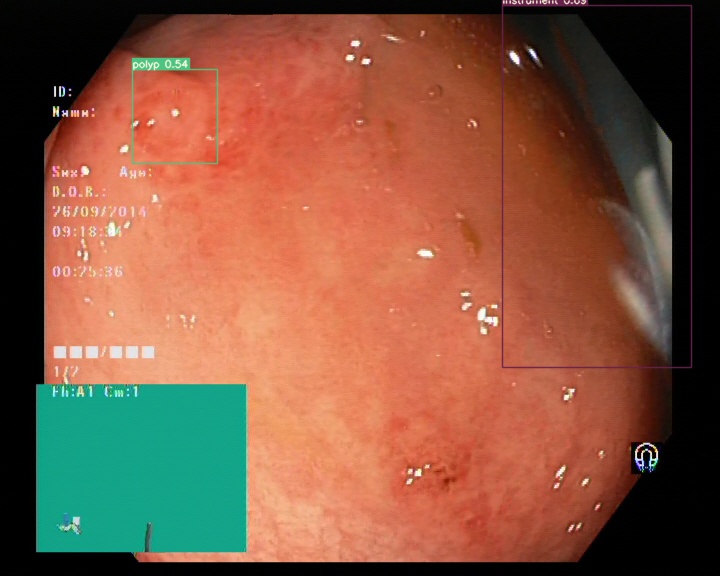 instrument 0.69
polyp 0.54
ID:
Name:
Sex: Age:
D.O.B.:
26/09/2014
09:18:34
00:25:36
1/2
Eh:A1 Cm:1